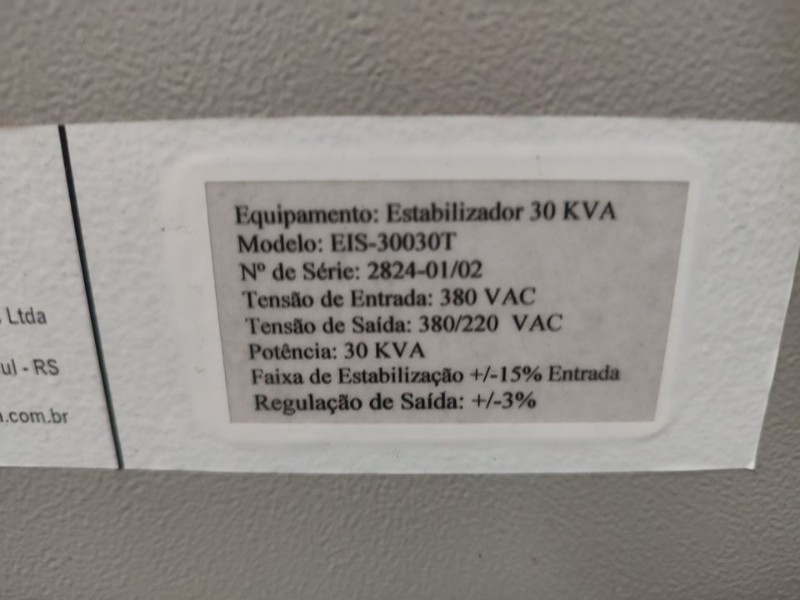 Ltda
- RS
.com.br
Equipamento: Estabilizador 30 KVA
Modelo: EIS-30030T
Nº de Série: 2824-01/02
Tensão de Entrada: 380 VAC
Tensão de Saída: 380/220 VAC
Potência: 30 KVA
Faixa de Estabilização +/-15% Entrada
Regulação de Saída: +/-3%